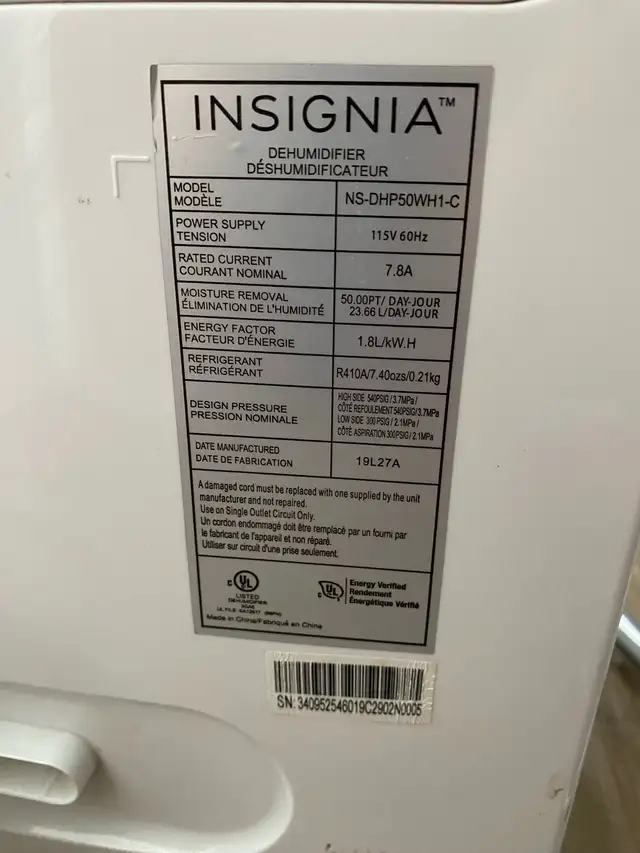 INSIGNIA™
DEHUMIDIFIER
DÉSHUMIDIFICATEUR
MODEL
MODÈLE
NS-DHP50WH1-C
POWER SUPPLY
TENSION
115V 60Hz
RATED CURRENT
COURANT NOMINAL
7.8A
MOISTURE REMOVAL
ÉLIMINATION DE L'HUMIDITÉ
50.00PT/ DAY-JOUR
23.66 L/DAY-JOUR
ENERGY FACTOR
FACTEUR D'ÉNERGIE
1.8L/kW.H
REFRIGERANT
RÉFRIGÉRANT
R410A/7.40ozs/0.21kg
DESIGN PRESSURE
PRESSION NOMINALE
HIGH SIDE 540PSIG/3.7MPa/
CÔTÉ REFOULEMENT 540PSIG/3.7MPa
LOW SIDE 300PSIG/2.1MPa/
CÔTÉ ASPIRATION 300PSIG/2.1MPa
DATE MANUFACTURED
DATE DE FABRICATION
19L27A
A damaged cord must be replaced with one supplied by the unit
manufacturer and not repaired.
Use on Single Outlet Circuit Only.
Un cordon endommagé doit être remplacé par un fourni par
le fabricant de l'appareil et non réparé.
Utiliser sur circuit d'une prise seulement.
C UL
LISTED
DEHUMIDIFIER
UL FILE
C UL
Energy Verified
Rendement
Énergétique Vérifié
Made in China/Fabriqué en China
SN: 340952546019C2902N0005